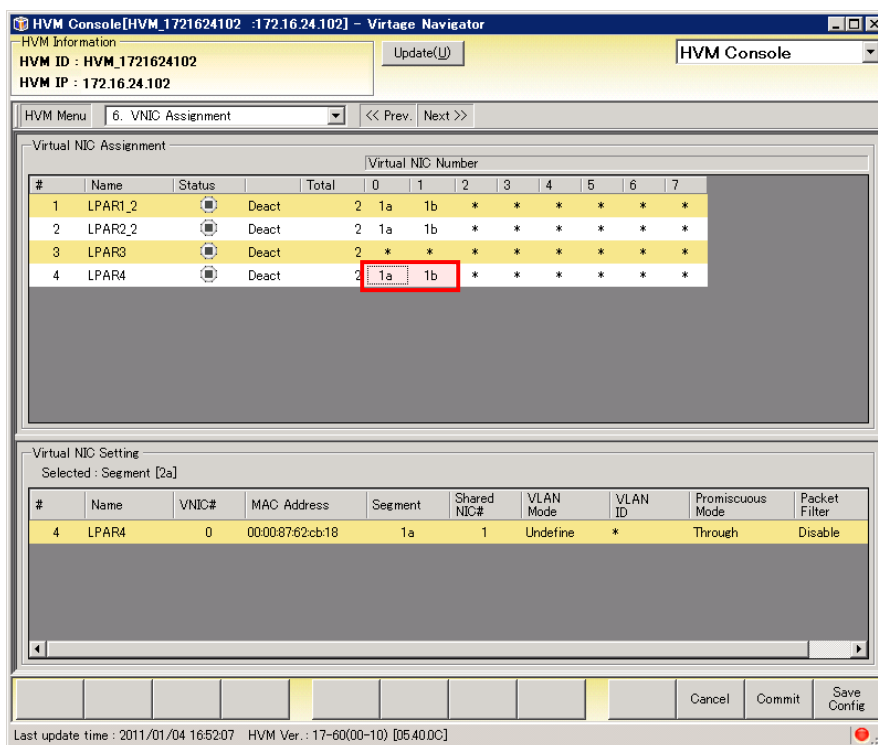 HVM Console[HVM_1721624102 :172.16.24.102] - Virtage Navigator
HVM Information
HVM ID : HVM_1721624102
HVM IP : 172.16.24.102
Update(U)
HVM Console
HVM Menu 6. VNIC Assignment << Prev. Next >>
Virtual NIC Assignment
Virtual NIC Number
# Name Status Total 0 1 2 3 4 5 6 7
1 LPAR1_2 Deact 2 1a 1b * * * * * *
2 LPAR2_2 Deact 2 1a 1b * * * * * *
3 LPAR3 Deact 2 * * * * * * * *
4 LPAR4 Deact 2 1a 1b * * * * * *
Virtual NIC Setting
Selected : Segment [2a]
# Name VNIC# MAC Address Segment Shared NIC# VLAN Mode VLAN ID Promiscuous Mode Packet Filter
4 LPAR4 0 00:00:87:62:cb:18 1a 1 Undefine * Through Disable
Cancel Commit Save Config
Last update time : 2011/01/04 16:52:07 HVM Ver. : 17-60(00-10) [05.40.0C]